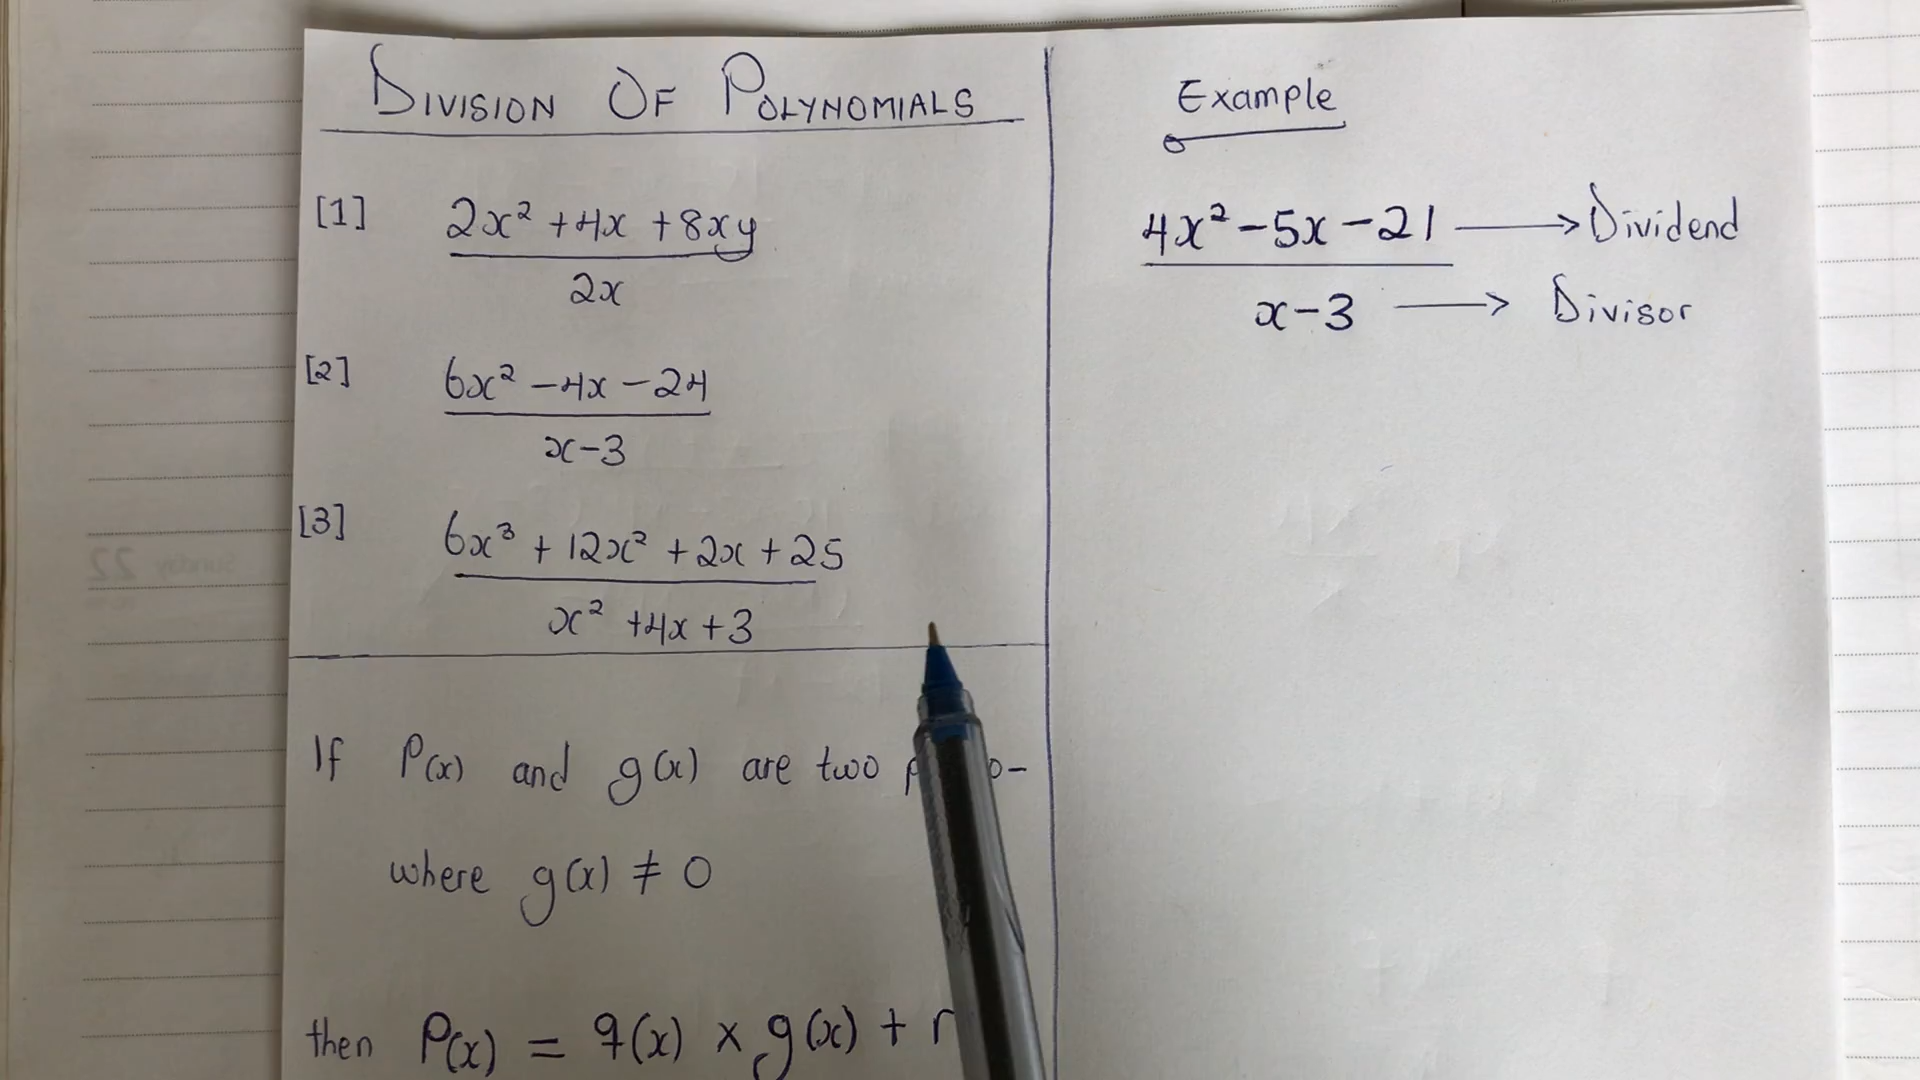 DIVISION OF POLYNOMIALS
[1] 2x² + 4x + 8xy
2x
[2] 6x² - 4x - 24
x - 3
[3] 6x³ + 12x² + 2x + 25
x² + 4x + 3
If P(x) and g(x) are two
where g(x) ≠ 0
then P(x) = q(x) × g(x) + r
Example
4x² - 5x - 21 → Dividend
x - 3 → Divisor